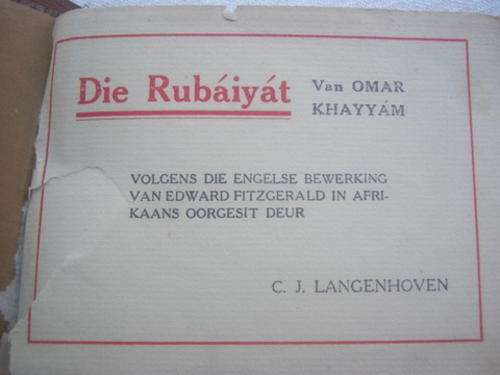 Die Rubáiyát Van OMAR
KHAYYÁM
VOLGENS DIE ENGELSE BEWERKING
VAN EDWARD FITZGERALD IN AFRI-
KAANS OORGESIT DEUR
C. J. LANGENHOVEN